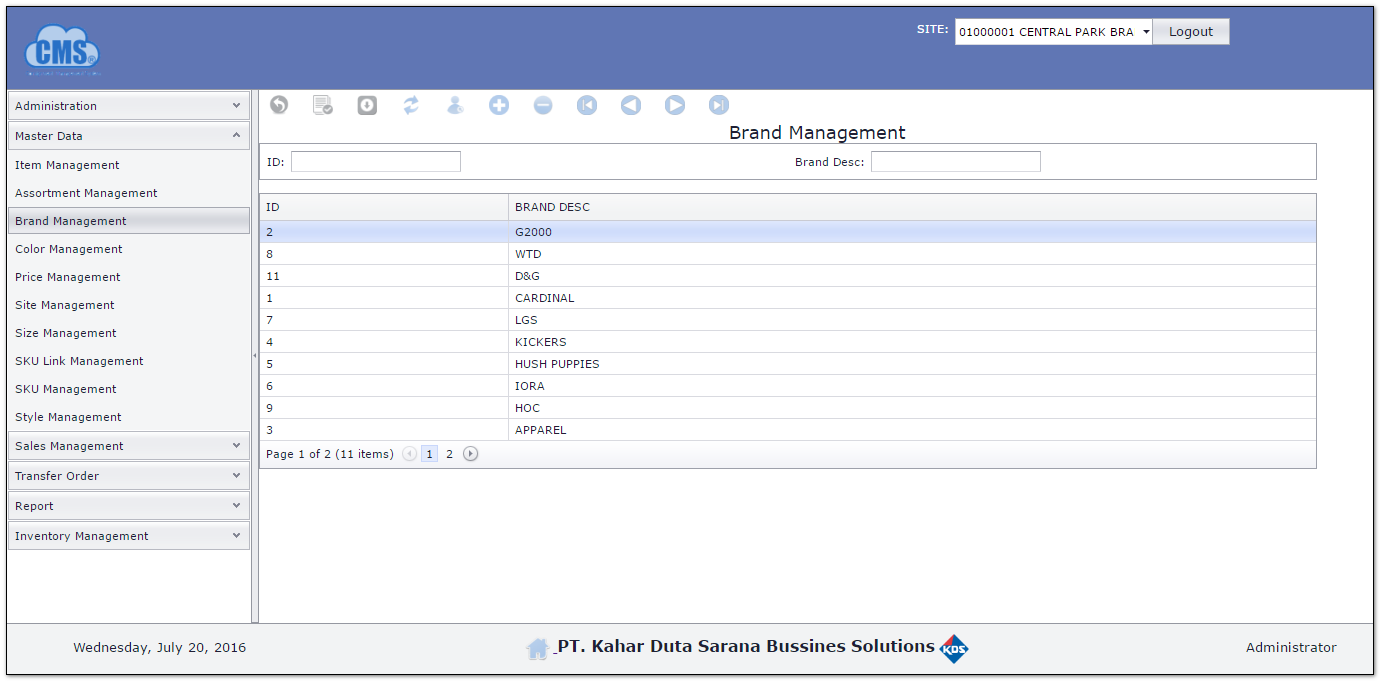 CMS
SITE: 01000001 CENTRAL PARK BRA Logout
Administration
Master Data
Item Management
Assortment Management
Brand Management
Color Management
Price Management
Site Management
Size Management
SKU Link Management
SKU Management
Style Management
Sales Management
Transfer Order
Report
Inventory Management
Brand Management
ID: Brand Desc:
ID BRAND DESC
2 G2000
8 WTD
11 D&G
1 CARDINAL
7 LGS
4 KICKERS
5 HUSH PUPPIES
6 IORA
9 HOC
3 APPAREL
Page 1 of 2 (11 items) 1 2
Wednesday, July 20, 2016 PT. Kahar Duta Sarana Bussines Solutions KDS Administrator